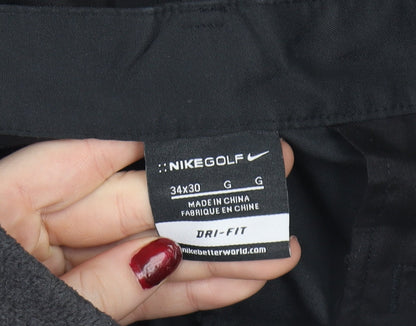 NIKEGOLF
34x30 G G
MADE IN CHINA
FABRIQUE EN CHINE
DRI-FIT
nikebetterworld.com